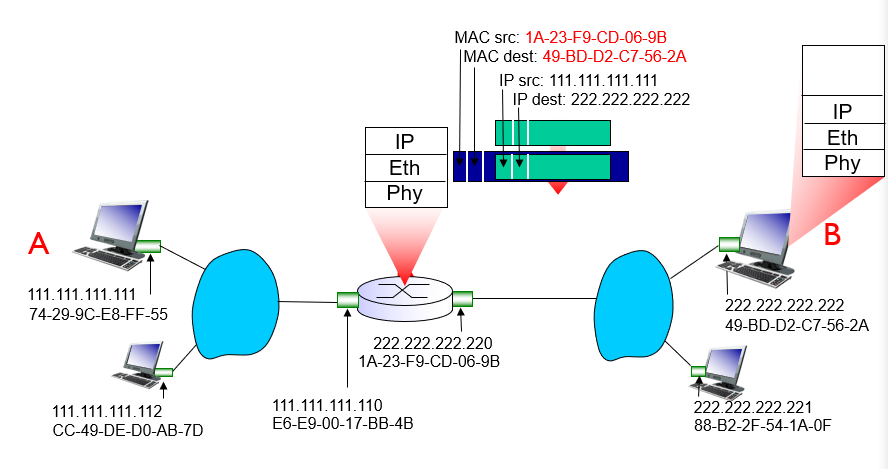 MAC src: 1A-23-F9-CD-06-9B
MAC dest: 49-BD-D2-C7-56-2A
IP src: 111.111.111.111
IP dest: 222.222.222.222
IP
Eth
Phy
IP
Eth
Phy
A
B
111.111.111.111
74-29-9C-E8-FF-55
222.222.222.220
1A-23-F9-CD-06-9B
222.222.222.222
49-BD-D2-C7-56-2A
111.111.111.112
CC-49-DE-D0-AB-7D
111.111.111.110
E6-E9-00-17-BB-4B
222.222.222.221
88-B2-2F-54-1A-0F